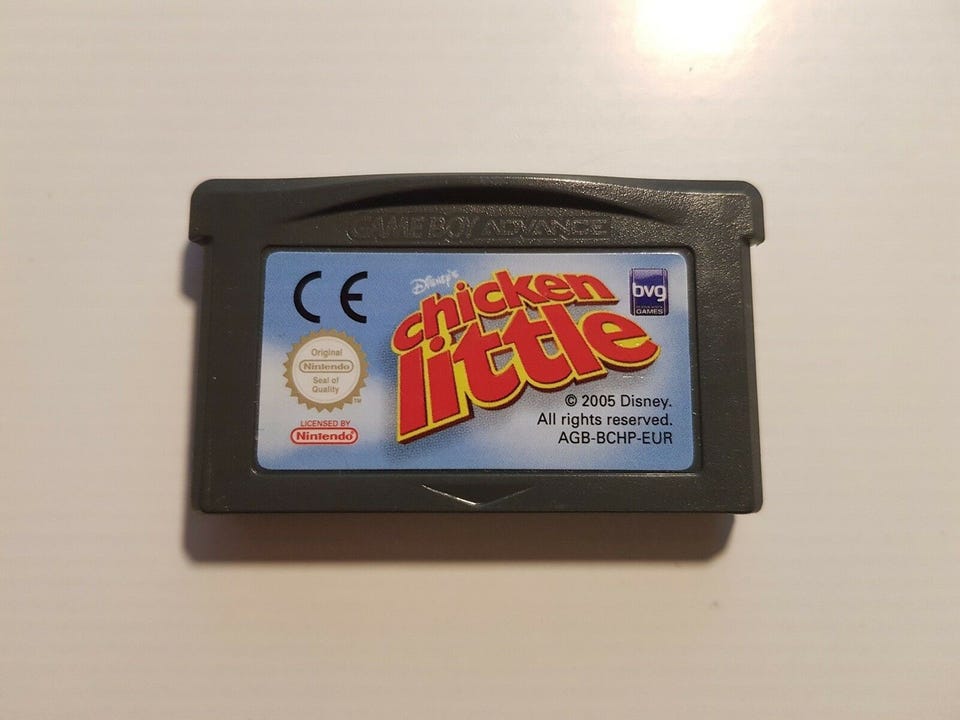 GAME BOY ADVANCE
CE
Disney's
chicken
little
bvg
GAMES
Original
Nintendo
Seal of
Quality
TM
LICENSED BY
Nintendo
© 2005 Disney.
All rights reserved.
AGB-BCHP-EUR